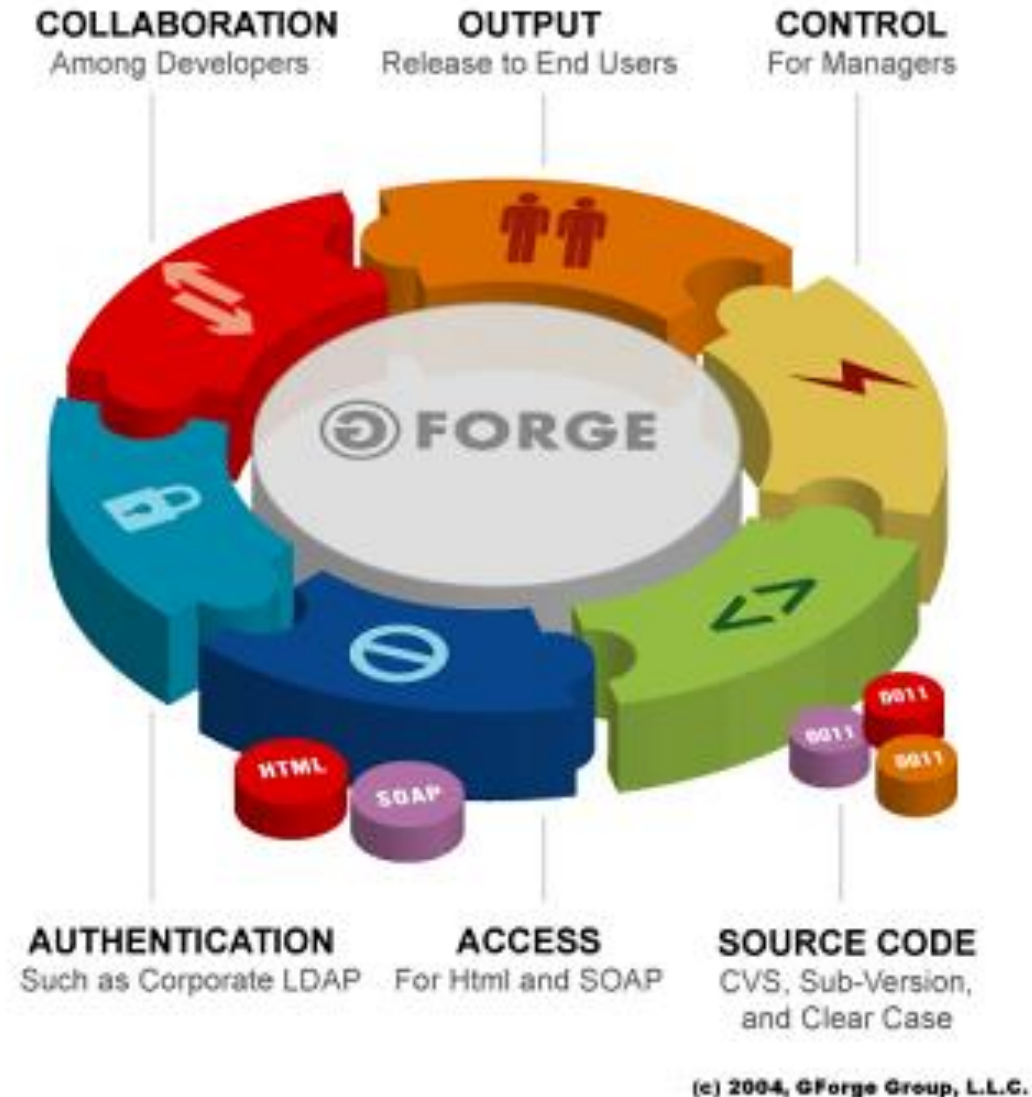 COLLABORATION
Among Developers
OUTPUT
Release to End Users
CONTROL
For Managers
G FORGE
HTML
SOAP
0011
0011
0011
AUTHENTICATION
Such as Corporate LDAP
ACCESS
For Html and SOAP
SOURCE CODE
CVS, Sub-Version,
and Clear Case
(c) 2004, GForge Group, L.L.C.